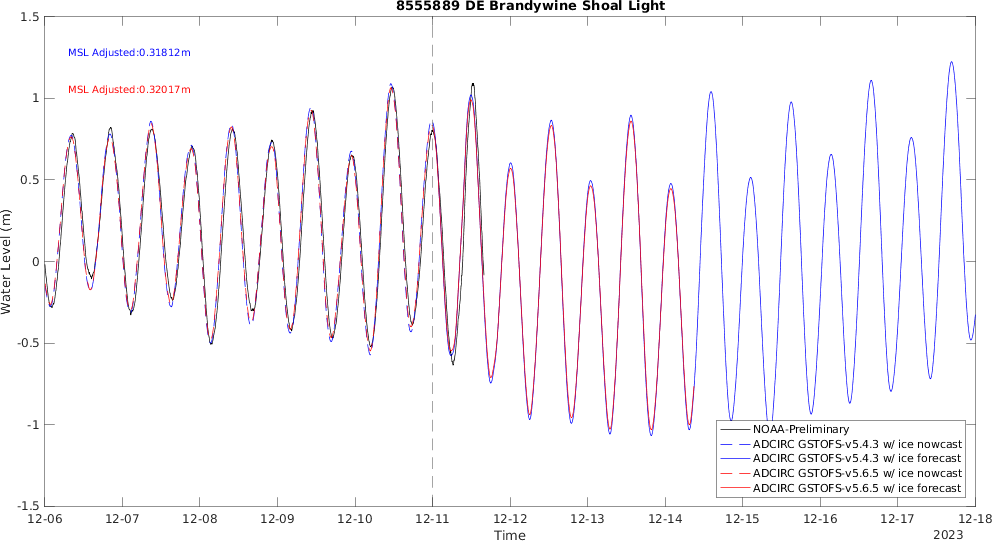 8555889 DE Brandywine Shoal Light
1.5
MSL Adjusted:0.31812m
MSL Adjusted:0.32017m
1
0.5
0
-0.5
-1
-1.5
Water Level (m)
NOAA-Preliminary
ADCIRC GSTOFS-v5.4.3 w/ ice nowcast
ADCIRC GSTOFS-v5.4.3 w/ ice forecast
ADCIRC GSTOFS-v5.6.5 w/ ice nowcast
ADCIRC GSTOFS-v5.6.5 w/ ice forecast
12-06 12-07 12-08 12-09 12-10 12-11 12-12 12-13 12-14 12-15 12-16 12-17 12-18
Time
2023